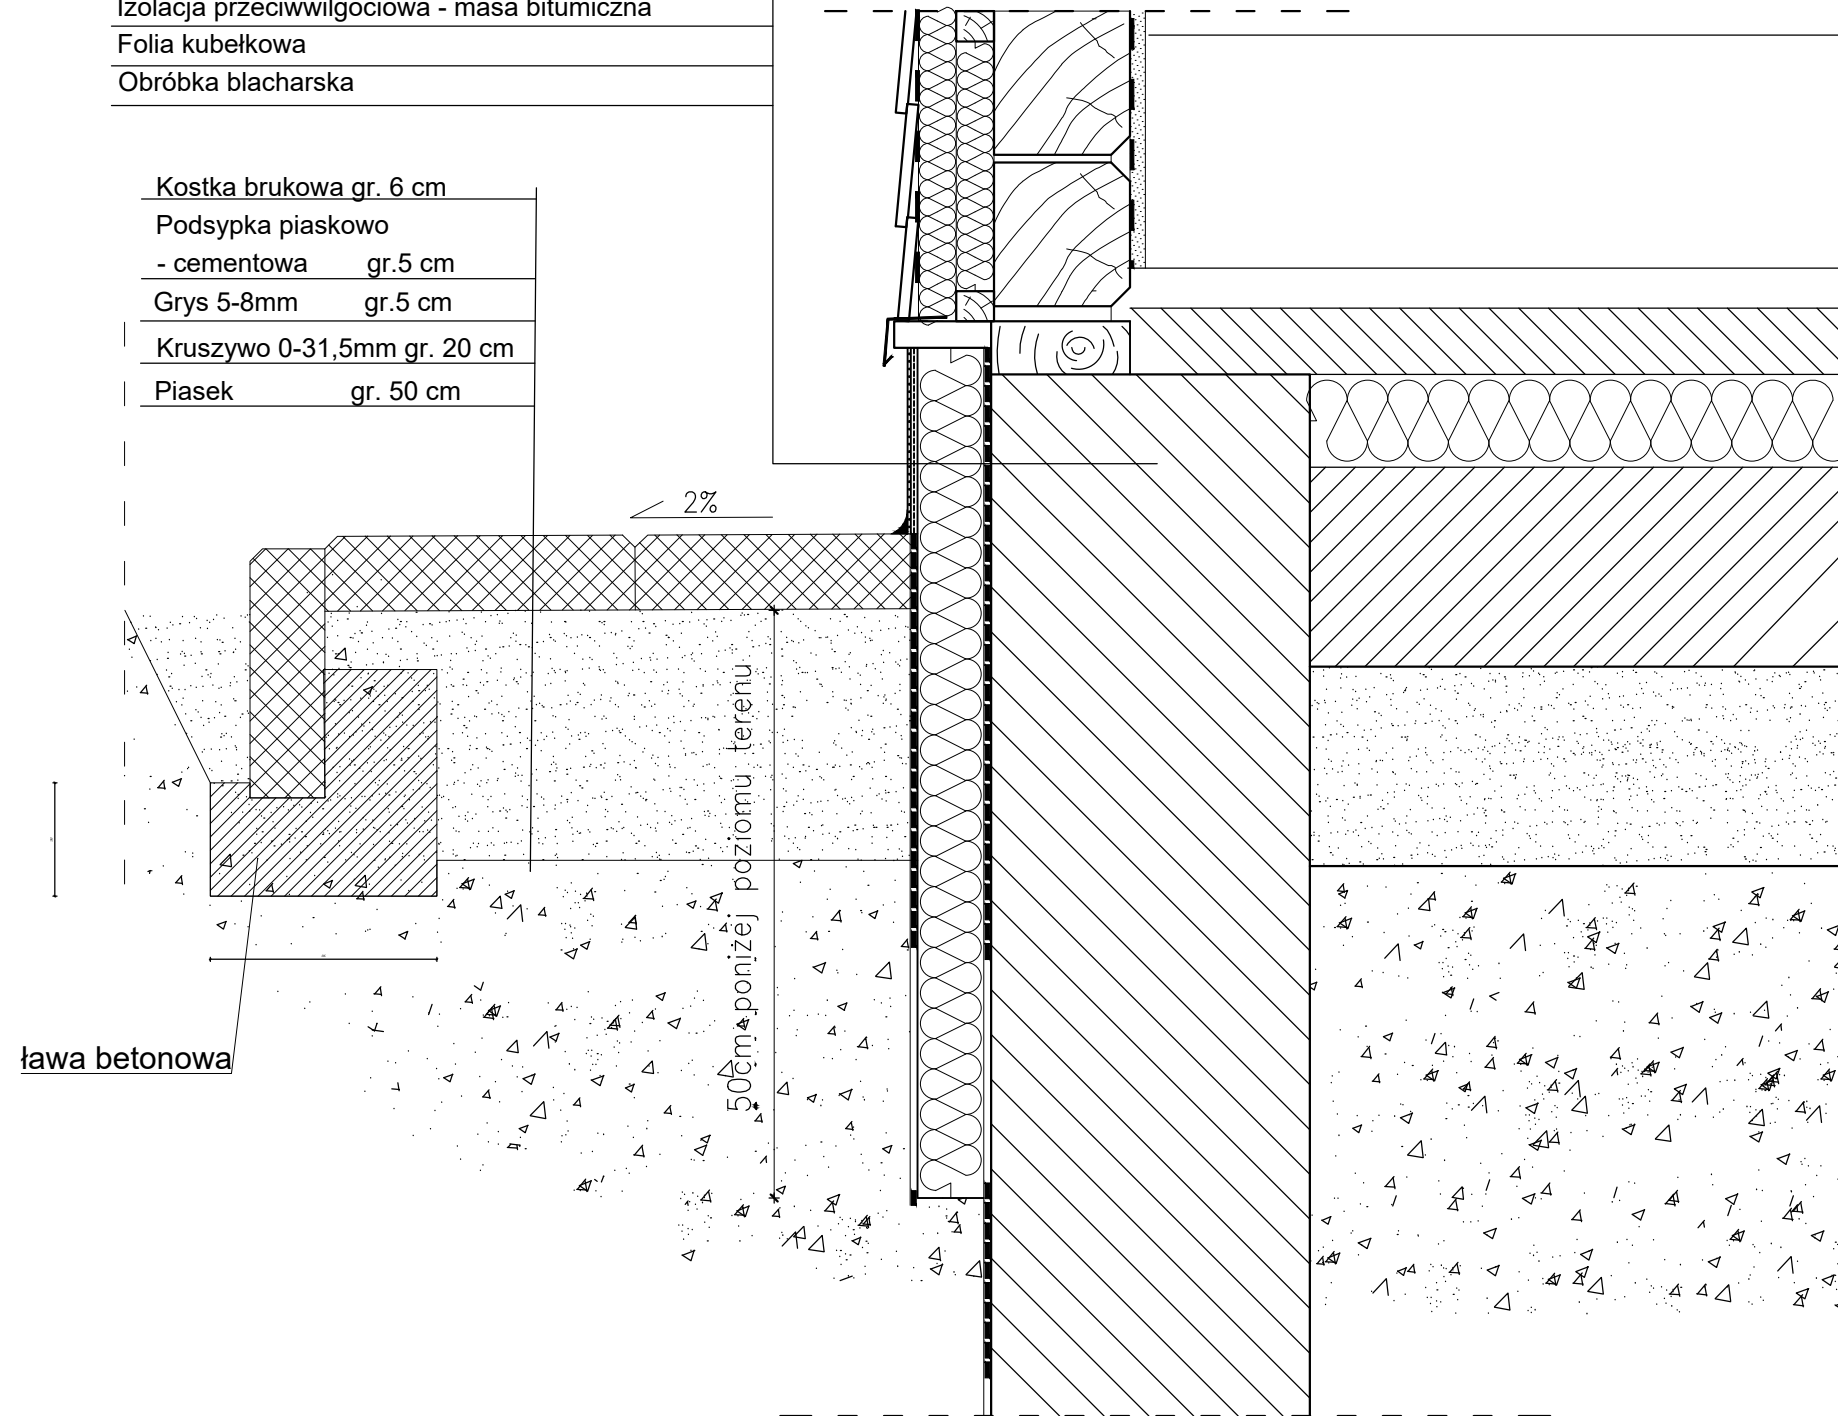 Izolacja przeciwwilgociowa - masa bitumiczna
Folia kubełkowa
Obróbka blacharska
Kostka brukowa gr. 6 cm
Podsypka piaskowo
- cementowa gr.5 cm
Grys 5-8mm gr.5 cm
Kruszywo 0-31,5mm gr. 20 cm
Piasek gr. 50 cm
2%
50cm poniżej poziomu terenu
ława betonowa